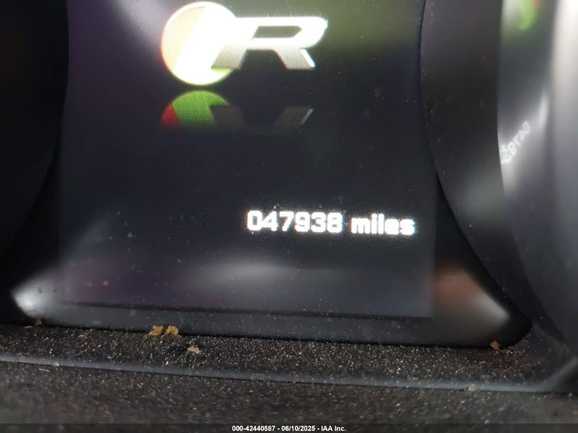 R
047938 miles
000-42440587 - 06/10/2025 - IAA Inc.